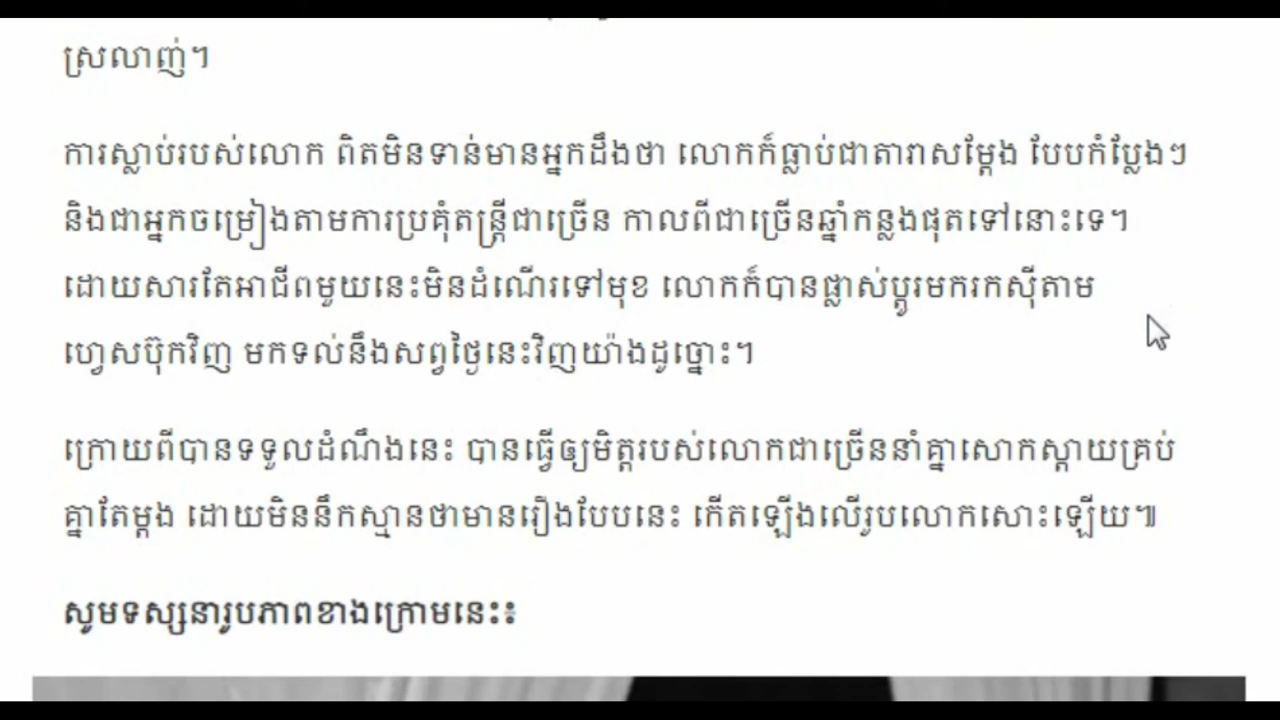 ស្រលាញ់។
ការស្លាប់របស់លោក ពិតមិនទាន់មានអ្នកដឹងថា លោកក៏ធ្លាប់ជាតារាសម្តែង បែបកំប្លែងៗ
និងជាអ្នកចម្រៀងតាមការប្រគុំតន្ត្រីជាច្រើន កាលពីជាច្រើនឆ្នាំកន្លងផុតទៅនោះទេ។
ដោយសារតែអាជីពមួយនេះមិនដំណើរទៅមុខ លោកក៏បានផ្លាស់ប្តូរមករកស៊ីតាម
ហ្វេសប៊ុកវិញ មកទល់នឹងសព្វថ្ងៃនេះវិញយ៉ាងដូច្នោះ។
ក្រោយពីបានទទួលដំណឹងនេះ បានធ្វើឲ្យមិត្តរបស់លោកជាច្រើននាំគ្នាសោកស្តាយគ្រប់
គ្នាតែម្តង ដោយមិននឹកស្មានថាមានរឿងបែបនេះ កើតឡើងលើរូបលោកសោះឡើយ៕
សូមទស្សនារូបភាពខាងក្រោមនេះ៖